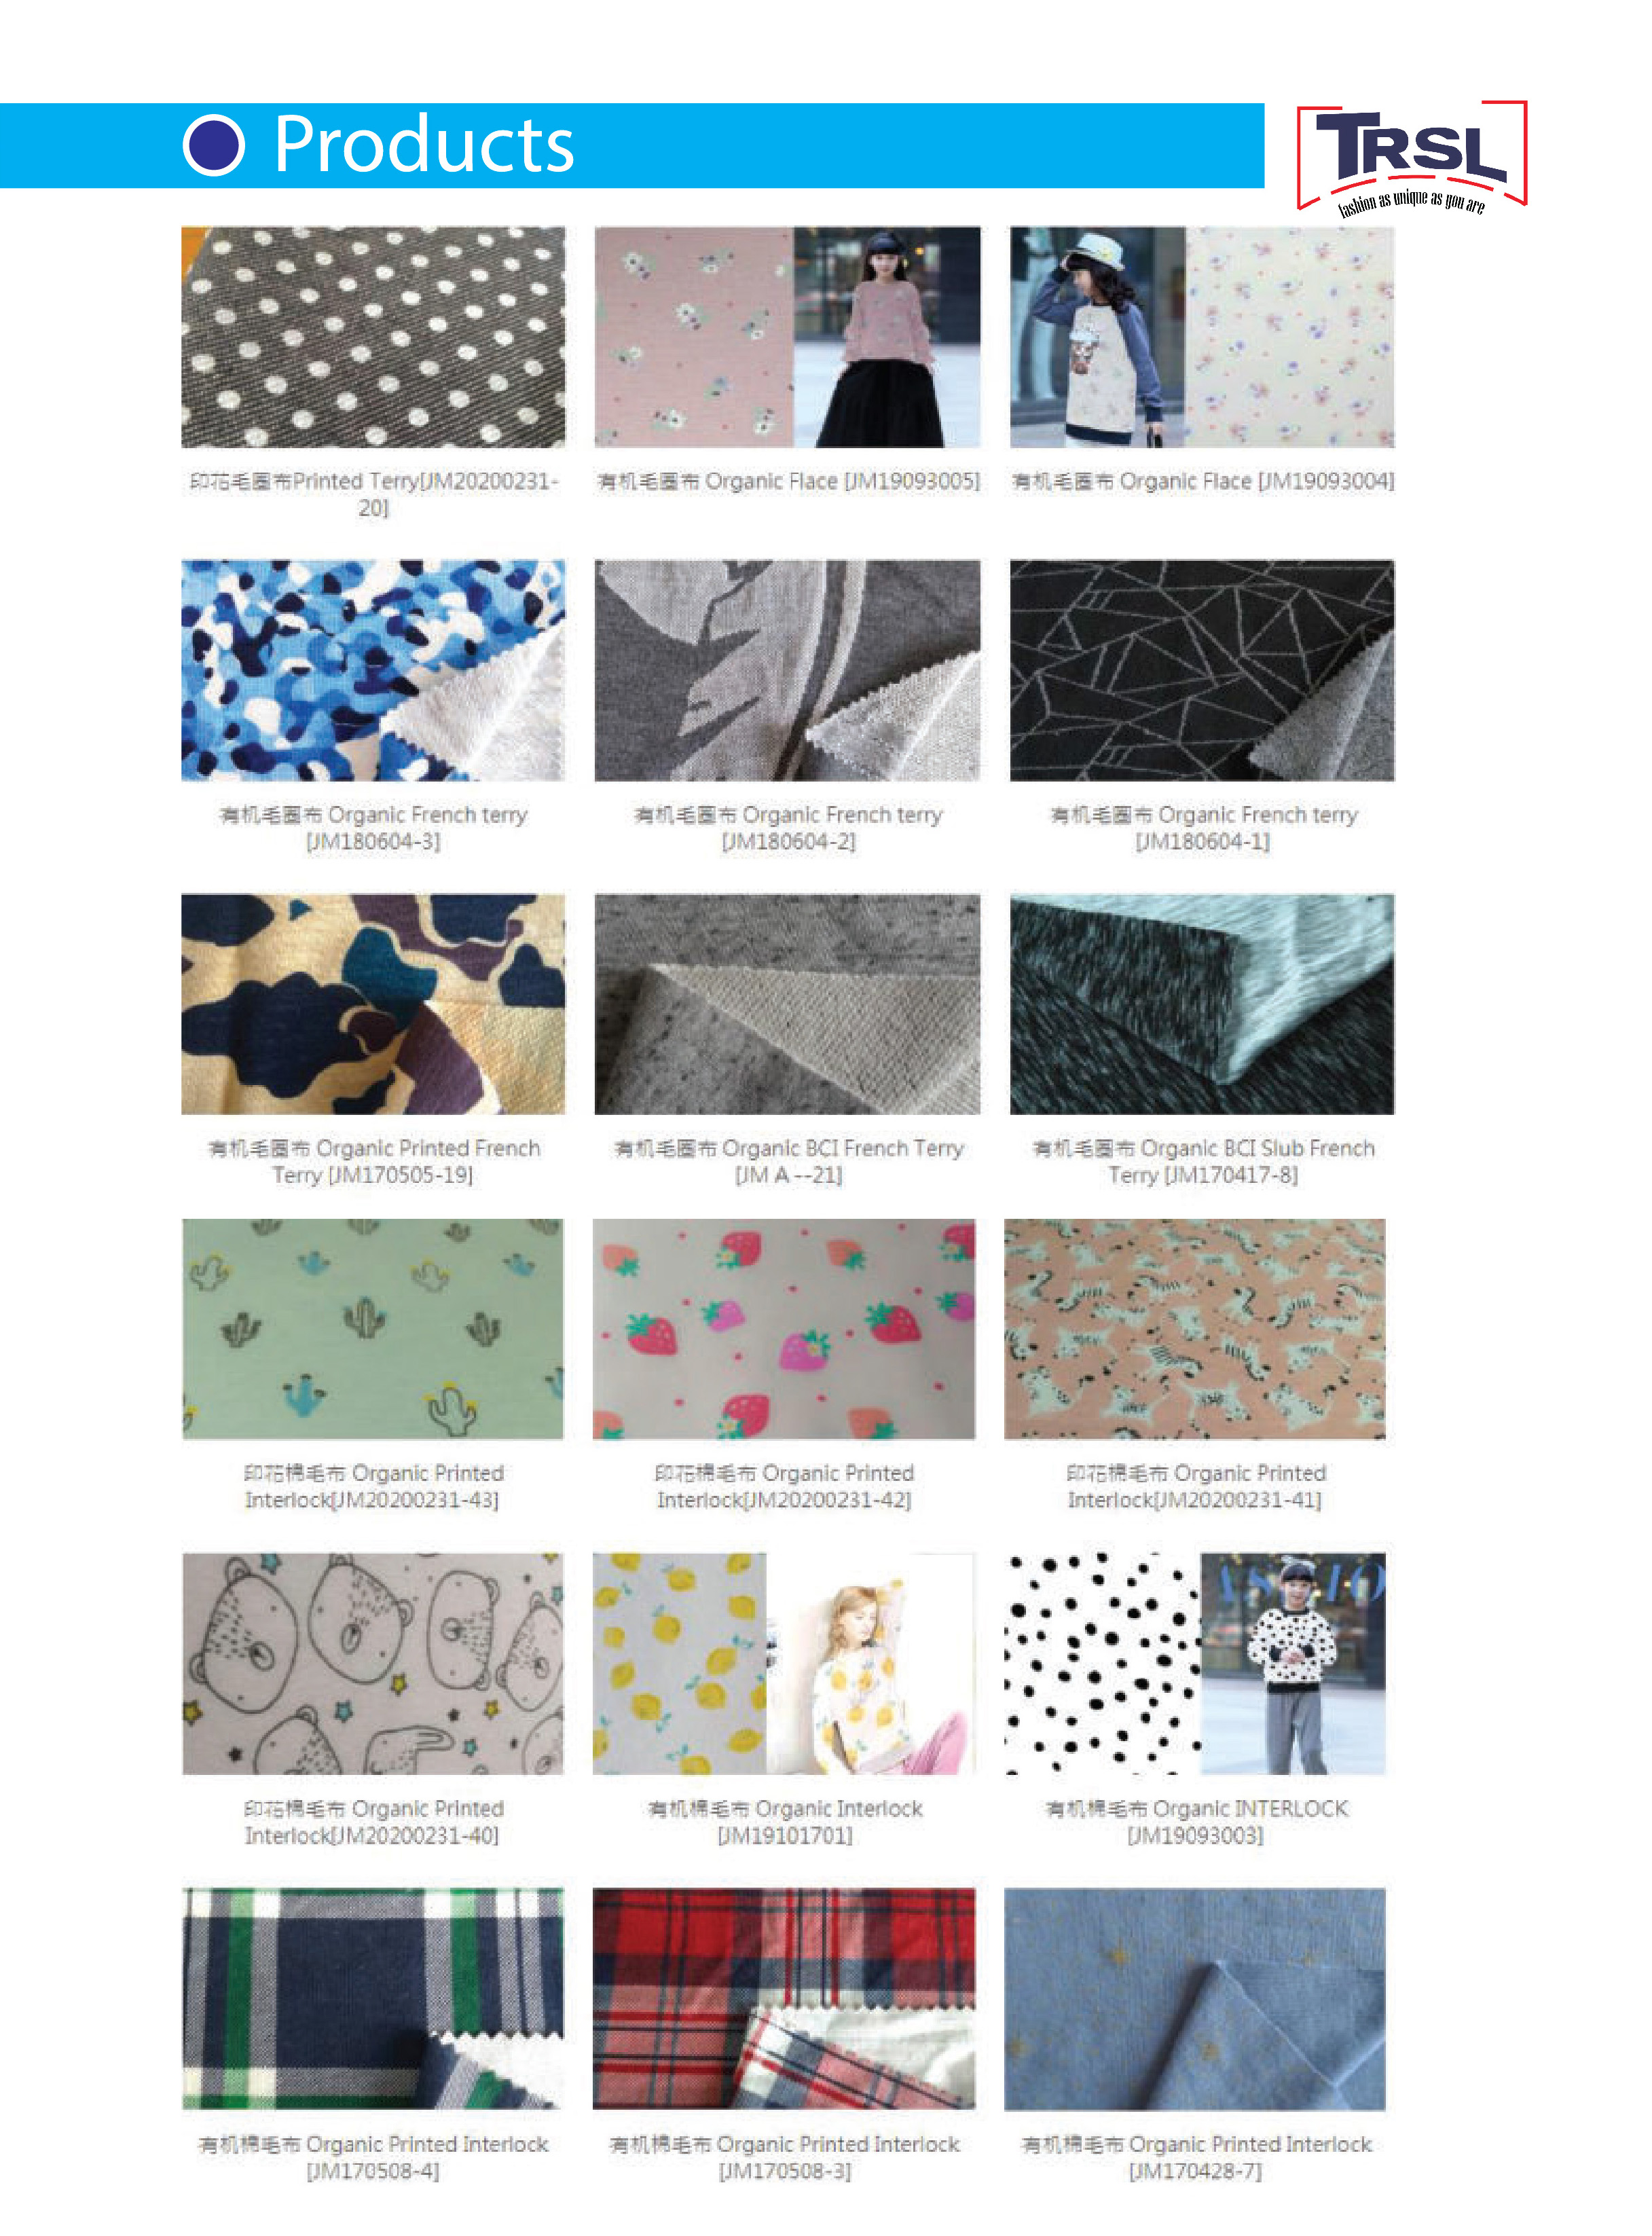 Products
TRSL
fashion as unique as you are
印花毛圈布Printed Terry[JM20200231-
20]
有机毛圈布 Organic Flace [JM19093005]
有机毛圈布 Organic Flace [JM19093004]
有机毛圈布 Organic French terry
[JM180604-3]
有机毛圈布 Organic French terry
[JM180604-2]
有机毛圈布 Organic French terry
[JM180604-1]
有机毛圈布 Organic Printed French
Terry [JM170505-19]
有机毛圈布 Organic BCI French Terry
[JM A --21]
有机毛圈布 Organic BCI Slub French
Terry [JM170417-8]
印花棉毛布 Organic Printed
Interlock[JM20200231-43]
印花棉毛布 Organic Printed
Interlock[JM20200231-42]
印花棉毛布 Organic Printed
Interlock[JM20200231-41]
印花棉毛布 Organic Printed
Interlock[JM20200231-40]
有机棉毛布 Organic Interlock
[JM19101701]
有机棉毛布 Organic INTERLOCK
[JM19093003]
有机棉毛布 Organic Printed Interlock
[JM170508-4]
有机棉毛布 Organic Printed Interlock
[JM170508-3]
有机棉毛布 Organic Printed Interlock
[JM170428-7]